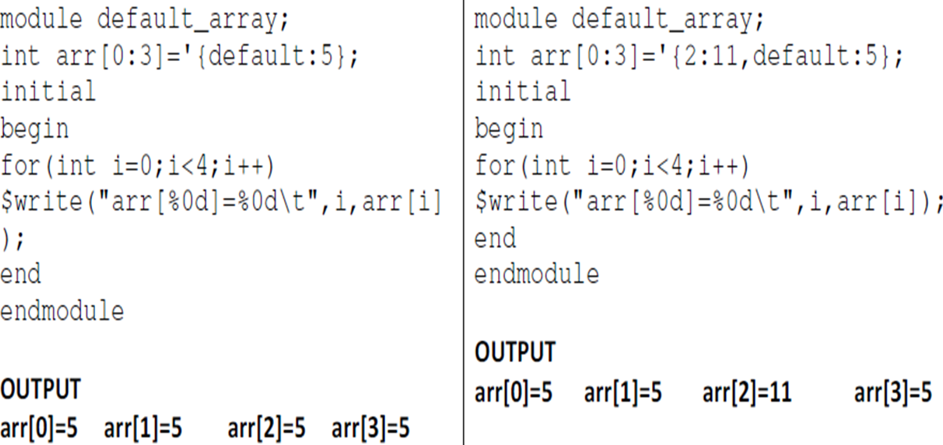 module default_array;
int arr[0:3]='{default:5};
initial
begin
for(int i=0;i<4;i++)
$write("arr[%0d]=%0d\t",i,arr[i]
);
end
endmodule
OUTPUT
arr[0]=5 arr[1]=5 arr[2]=5 arr[3]=5
module default_array;
int arr[0:3]='{2:11,default:5};
initial
begin
for(int i=0;i<4;i++)
$write("arr[%0d]=%0d\t",i,arr[i]);
end
endmodule
OUTPUT
arr[0]=5 arr[1]=5 arr[2]=11 arr[3]=5